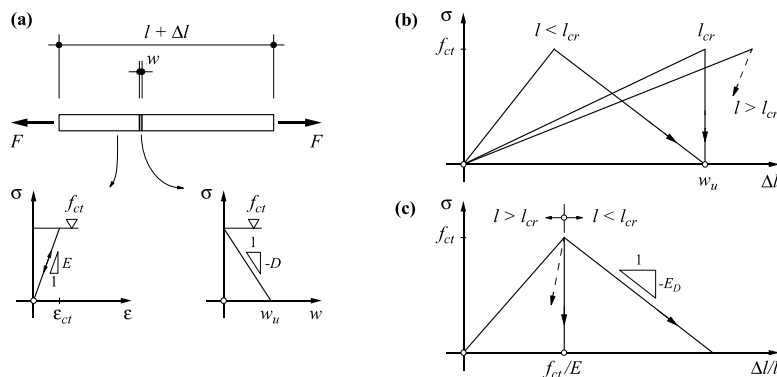 (a)
l + Δl
w
F
F
σ
f_ct
E
1
ε_ct
ε
σ
f_ct
1
-D
w_u
w
(b)
σ
f_ct
l < l_cr
l_cr
l > l_cr
w_u
Δl
(c)
σ
f_ct
l > l_cr
l < l_cr
1
-E_D
f_ct/E
Δl/l